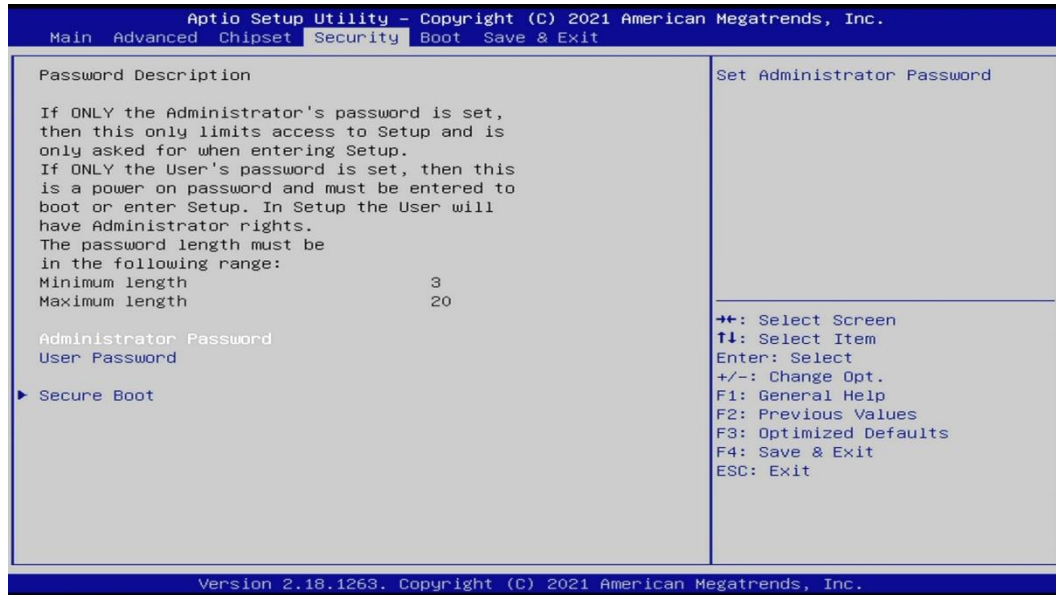 Aptio Setup Utility – Copyright (C) 2021 American Megatrends, Inc.
Main Advanced Chipset Security Boot Save & Exit
Password Description
If ONLY the Administrator's password is set,
then this only limits access to Setup and is
only asked for when entering Setup.
If ONLY the User's password is set, then this
is a power on password and must be entered to
boot or enter Setup. In Setup the User will
have Administrator rights.
The password length must be
in the following range:
Minimum length 3
Maximum length 20
Administrator Password
User Password
▶ Secure Boot
Set Administrator Password
→←: Select Screen
↑↓: Select Item
Enter: Select
+/-: Change Opt.
F1: General Help
F2: Previous Values
F3: Optimized Defaults
F4: Save & Exit
ESC: Exit
Version 2.18.1263. Copyright (C) 2021 American Megatrends, Inc.